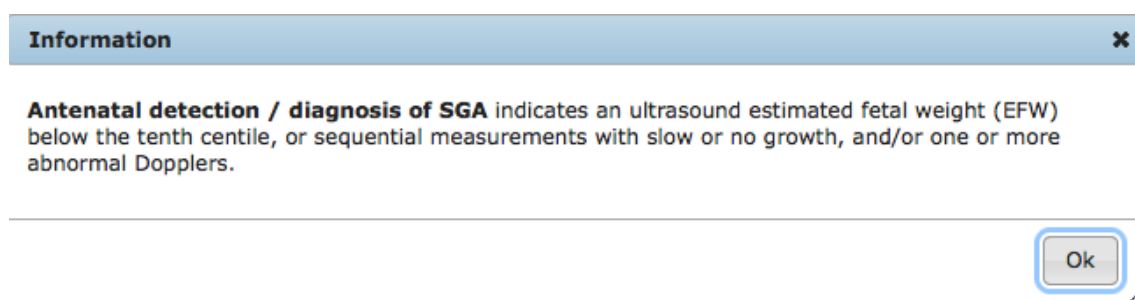 Information
Antenatal detection / diagnosis of SGA indicates an ultrasound estimated fetal weight (EFW)
below the tenth centile, or sequential measurements with slow or no growth, and/or one or more
abnormal Dopplers.
Ok